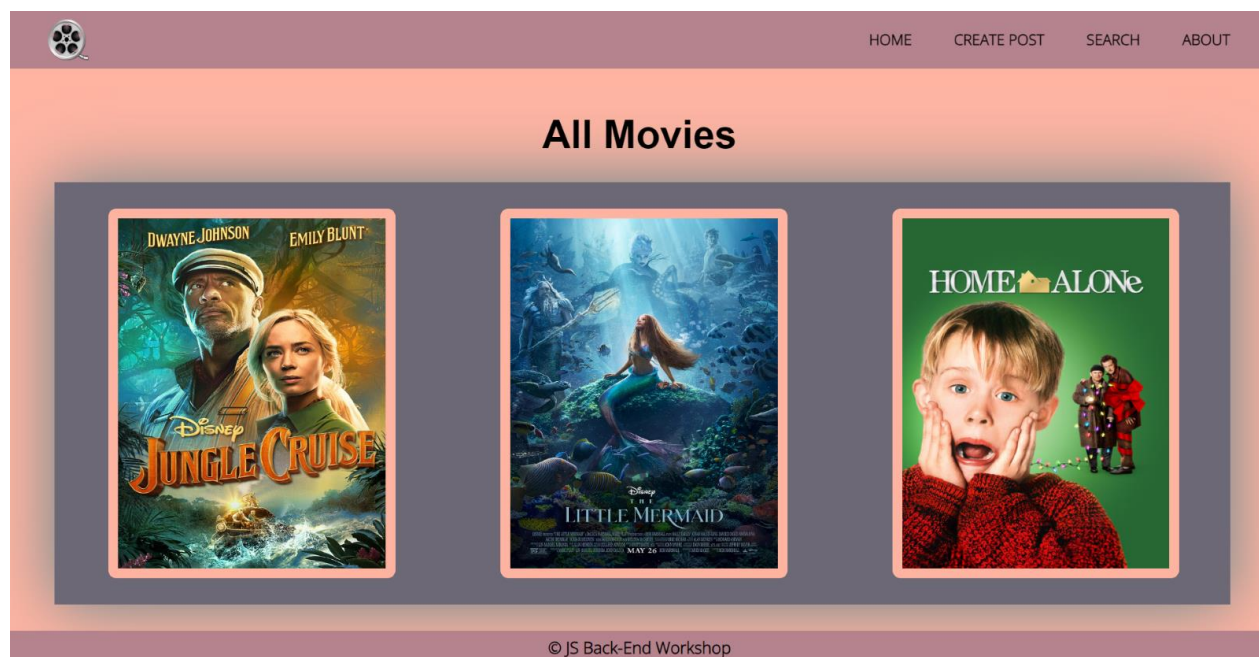 HOME CREATE POST SEARCH ABOUT
All Movies
DWAYNE JOHNSON EMILY BLUNT
DISNEY
JUNGLE CRUISE
Disney
THE
LITTLE MERMAID
MAY 26
HOME ALONe
© JS Back-End Workshop